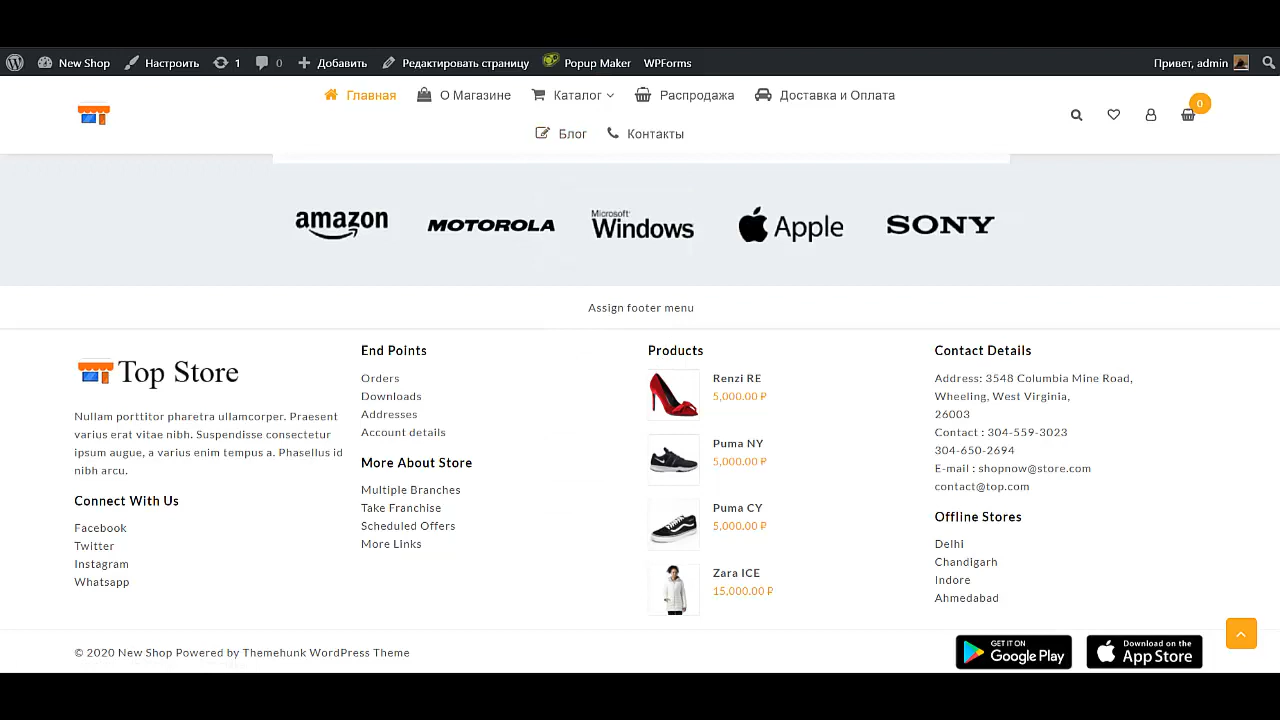 New Shop
Настроить
1
0
Добавить
Редактировать страницу
Popup Maker
WPForms
Привет, admin
Главная
О Магазине
Каталог
Распродажа
Доставка и Оплата
Блог
Контакты
0
amazon
MOTOROLA
Microsoft
Windows
Apple
SONY
Assign footer menu
Top Store
Nullam porttitor pharetra ullamcorper. Praesent
varius erat vitae nibh. Suspendisse consectetur
ipsum augue, a varius enim tempus a. Phasellus id
nibh arcu.
Connect With Us
Facebook
Twitter
Instagram
Whatsapp
End Points
Orders
Downloads
Addresses
Account details
More About Store
Multiple Branches
Take Franchise
Scheduled Offers
More Links
Products
Renzi RE
5,000.00 ₽
Puma NY
5,000.00 ₽
Puma CY
5,000.00 ₽
Zara ICE
15,000.00 ₽
Contact Details
Address: 3548 Columbia Mine Road,
Wheeling, West Virginia,
26003
Contact : 304-559-3023
304-650-2694
E-mail : shopnow@store.com
contact@top.com
Offline Stores
Delhi
Chandigarh
Indore
Ahmedabad
© 2020 New Shop Powered by Themehunk WordPress Theme
GET IT ON
Google Play
Download on the
App Store